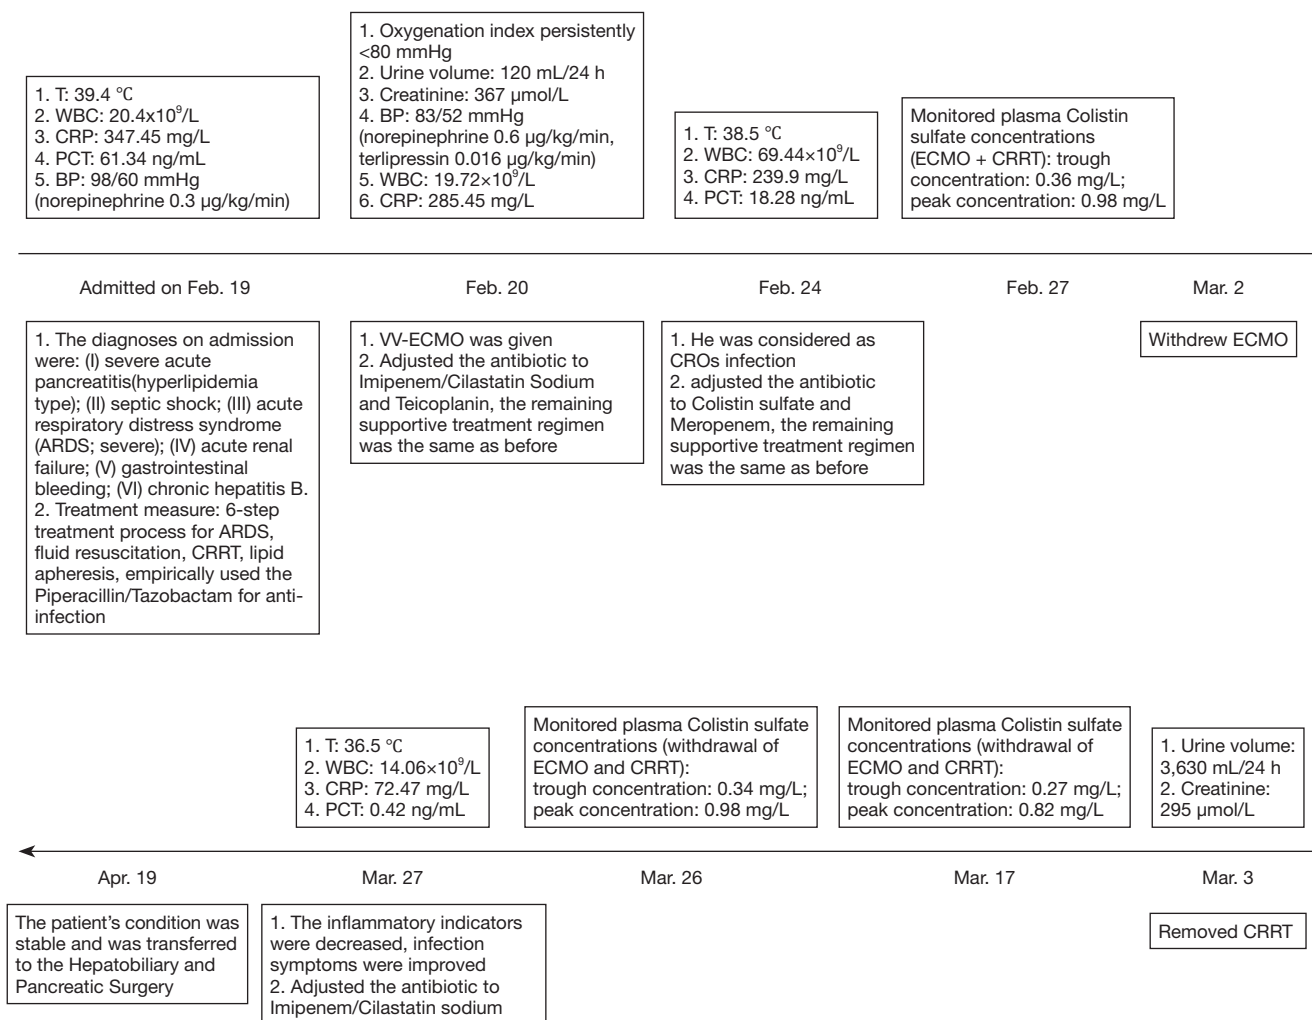 1. T: 39.4 ℃
2. WBC: 20.4x10⁹/L
3. CRP: 347.45 mg/L
4. PCT: 61.34 ng/mL
5. BP: 98/60 mmHg
(norepinephrine 0.3 μg/kg/min)
1. Oxygenation index persistently
<80 mmHg
2. Urine volume: 120 mL/24 h
3. Creatinine: 367 μmol/L
4. BP: 83/52 mmHg
(norepinephrine 0.6 μg/kg/min,
terlipressin 0.016 μg/kg/min)
5. WBC: 19.72×10⁹/L
6. CRP: 285.45 mg/L
1. T: 38.5 ℃
2. WBC: 69.44×10⁹/L
3. CRP: 239.9 mg/L
4. PCT: 18.28 ng/mL
Monitored plasma Colistin
sulfate concentrations
(ECMO + CRRT): trough
concentration: 0.36 mg/L;
peak concentration: 0.98 mg/L
Admitted on Feb. 19
Feb. 20
Feb. 24
Feb. 27
Mar. 2
1. The diagnoses on admission
were: (I) severe acute
pancreatitis(hyperlipidemia
type); (II) septic shock; (III) acute
respiratory distress syndrome
(ARDS; severe); (IV) acute renal
failure; (V) gastrointestinal
bleeding; (VI) chronic hepatitis B.
2. Treatment measure: 6-step
treatment process for ARDS,
fluid resuscitation, CRRT, lipid
apheresis, empirically used the
Piperacillin/Tazobactam for anti-
infection
1. VV-ECMO was given
2. Adjusted the antibiotic to
Imipenem/Cilastatin Sodium
and Teicoplanin, the remaining
supportive treatment regimen
was the same as before
1. He was considered as
CROs infection
2. adjusted the antibiotic
to Colistin sulfate and
Meropenem, the remaining
supportive treatment regimen
was the same as before
Withdrew ECMO
1. T: 36.5 ℃
2. WBC: 14.06×10⁹/L
3. CRP: 72.47 mg/L
4. PCT: 0.42 ng/mL
Monitored plasma Colistin sulfate
concentrations (withdrawal of
ECMO and CRRT):
trough concentration: 0.34 mg/L;
peak concentration: 0.98 mg/L
Monitored plasma Colistin sulfate
concentrations (withdrawal of
ECMO and CRRT):
trough concentration: 0.27 mg/L;
peak concentration: 0.82 mg/L
1. Urine volume:
3,630 mL/24 h
2. Creatinine:
295 μmol/L
Apr. 19
Mar. 27
Mar. 26
Mar. 17
Mar. 3
The patient's condition was
stable and was transferred
to the Hepatobiliary and
Pancreatic Surgery
1. The inflammatory indicators
were decreased, infection
symptoms were improved
2. Adjusted the antibiotic to
Imipenem/Cilastatin sodium
Removed CRRT